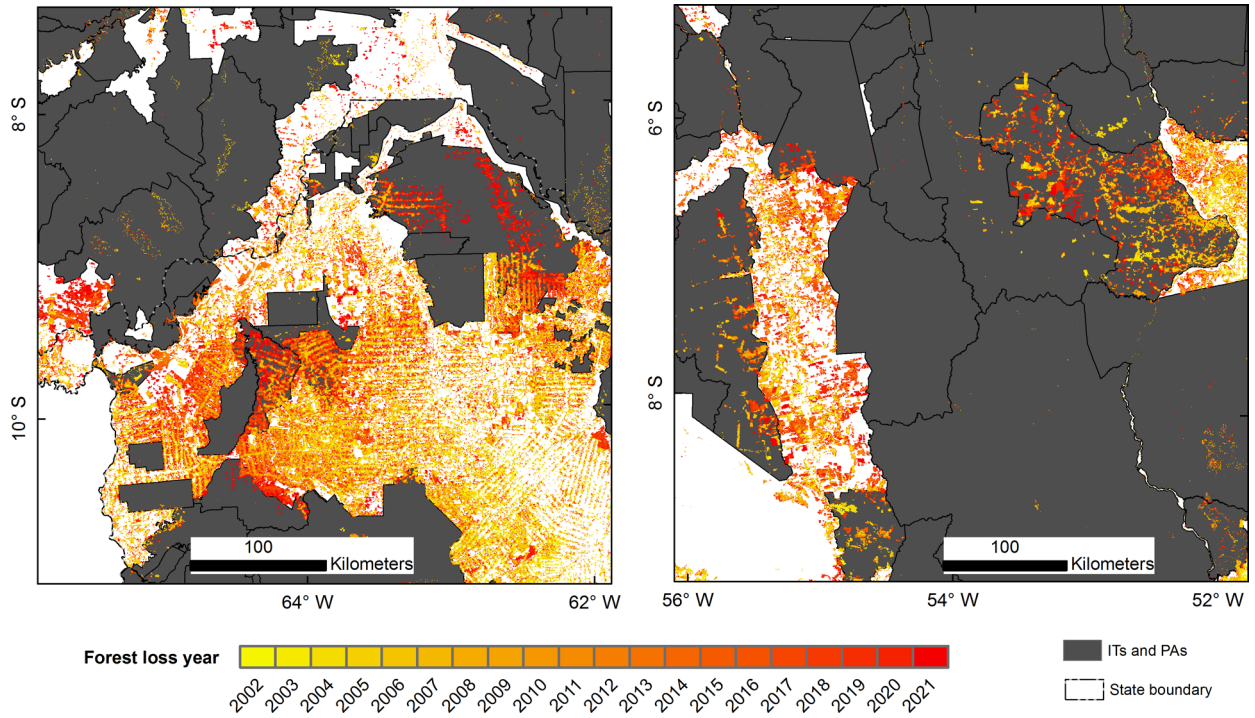 8° S
10° S
100
Kilometers
64° W
62° W
6° S
8° S
100
Kilometers
56° W
54° W
52° W
Forest loss year
2002
2003
2004
2005
2006
2007
2008
2009
2010
2011
2012
2013
2014
2015
2016
2017
2018
2019
2020
2021
ITs and PAs
State boundary